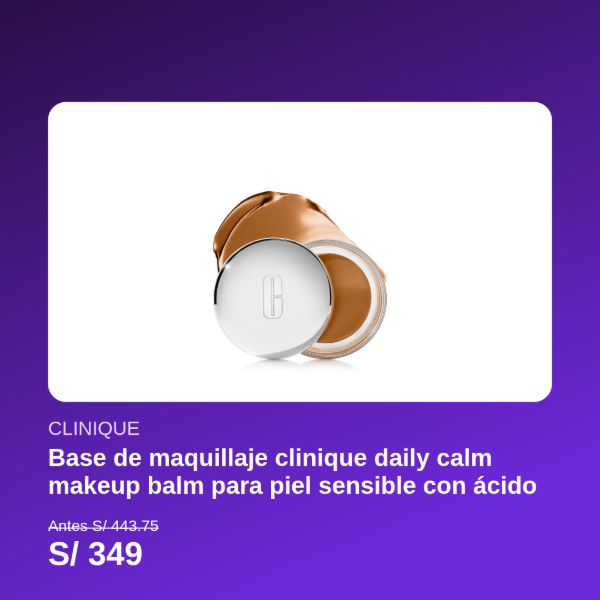 C
CLINIQUE
Base de maquillaje clinique daily calm
makeup balm para piel sensible con ácido
Antes S/ 443.75
S/ 349